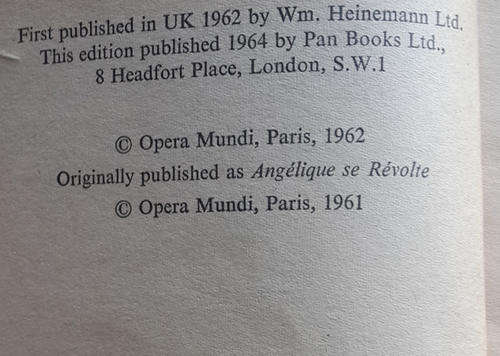 First published in UK 1962 by Wm. Heinemann Ltd.
This edition published 1964 by Pan Books Ltd.,
8 Headfort Place, London, S.W.1
© Opera Mundi, Paris, 1962
Originally published as Angélique se Révolte
© Opera Mundi, Paris, 1961